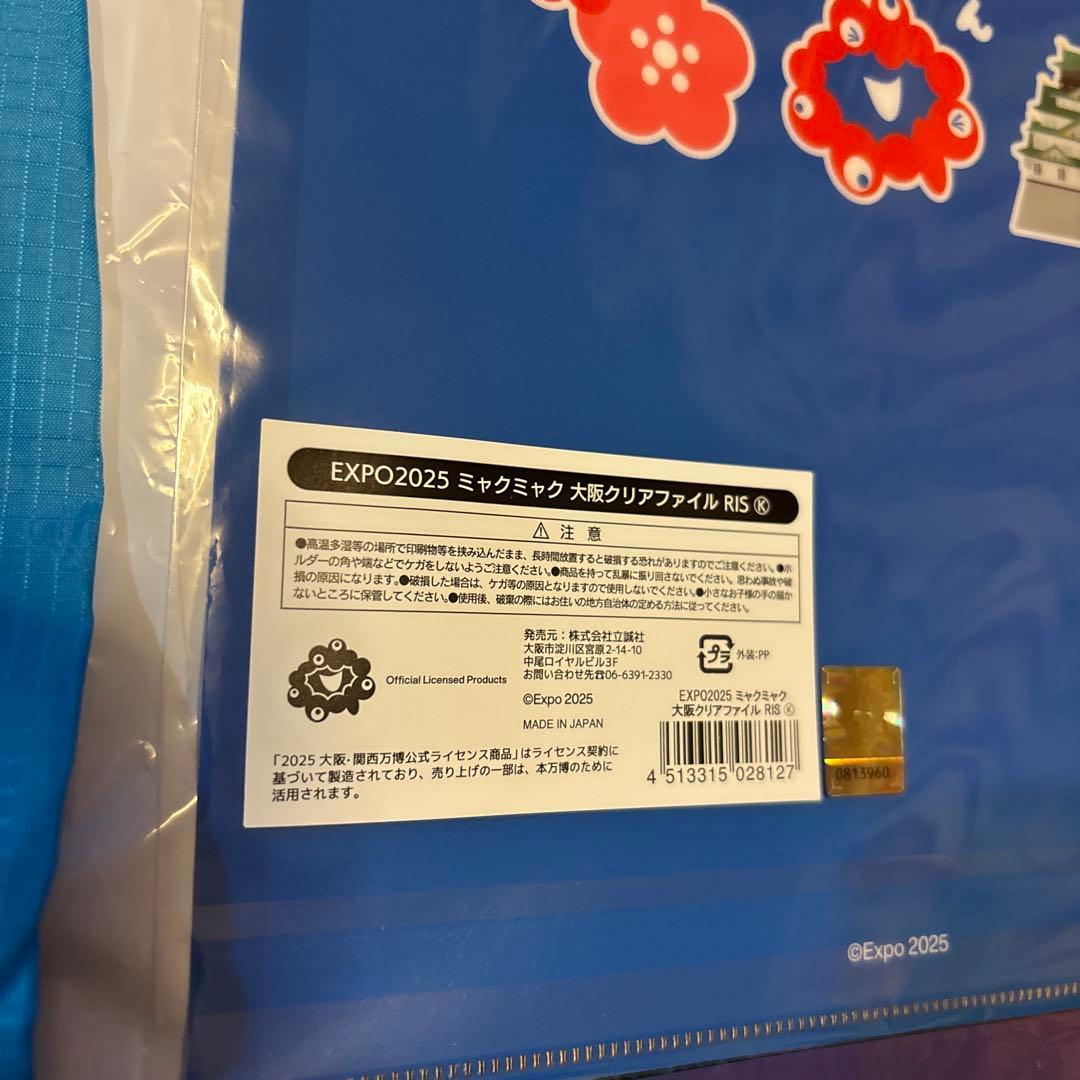 ん
EXPO2025 ミャクミャク 大阪クリアファイル RIS Ⓚ
⚠ 注 意
●高温多湿等の場所で印刷物等を挟み込んだまま、長時間放置すると破損する恐れがありますのでご注意ください。●ホ
ルダーの角や端などでケガをしないようご注意ください。●商品を持って乱暴に振り回さないでください。思わぬ事故や破
損の原因になります。●破損した場合は、ケガ等の原因となりますので使用しないでください。●小さなお子様の手の届か
ないところに保管してください。●使用後、破棄の際にはお住いの地方自治体の定める方法に従ってください。
Official Licensed Products
発売元：株式会社立誠社
大阪市淀川区宮原2-14-10
中尾ロイヤルビル3F
お問い合わせ先☎06-6391-2330
©Expo 2025
MADE IN JAPAN
プラ 外装:PP
EXPO2025 ミャクミャク
大阪クリアファイル RIS Ⓚ
4 513315 028127
「2025 大阪・関西万博公式ライセンス商品」はライセンス契約に
基づいて製造されており、売り上げの一部は、本万博のために
活用されます。
0813960
©Expo 2025